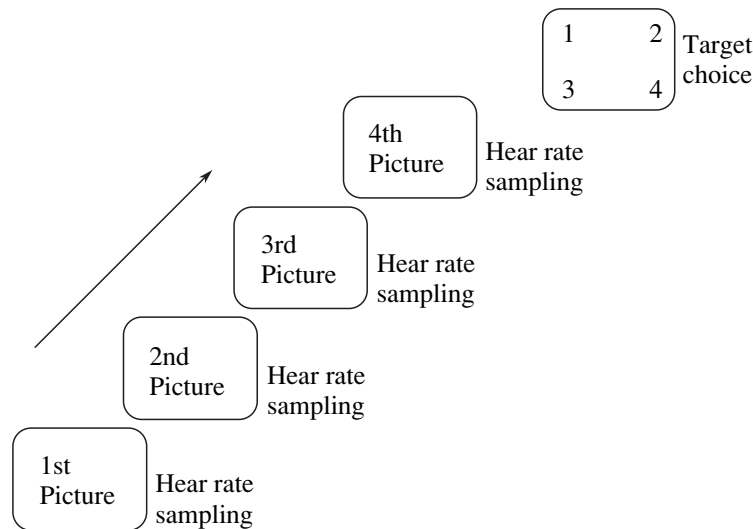 1 2
3 4
Target
choice
4th
Picture
Hear rate
sampling
3rd
Picture
Hear rate
sampling
2nd
Picture
Hear rate
sampling
1st
Picture
Hear rate
sampling